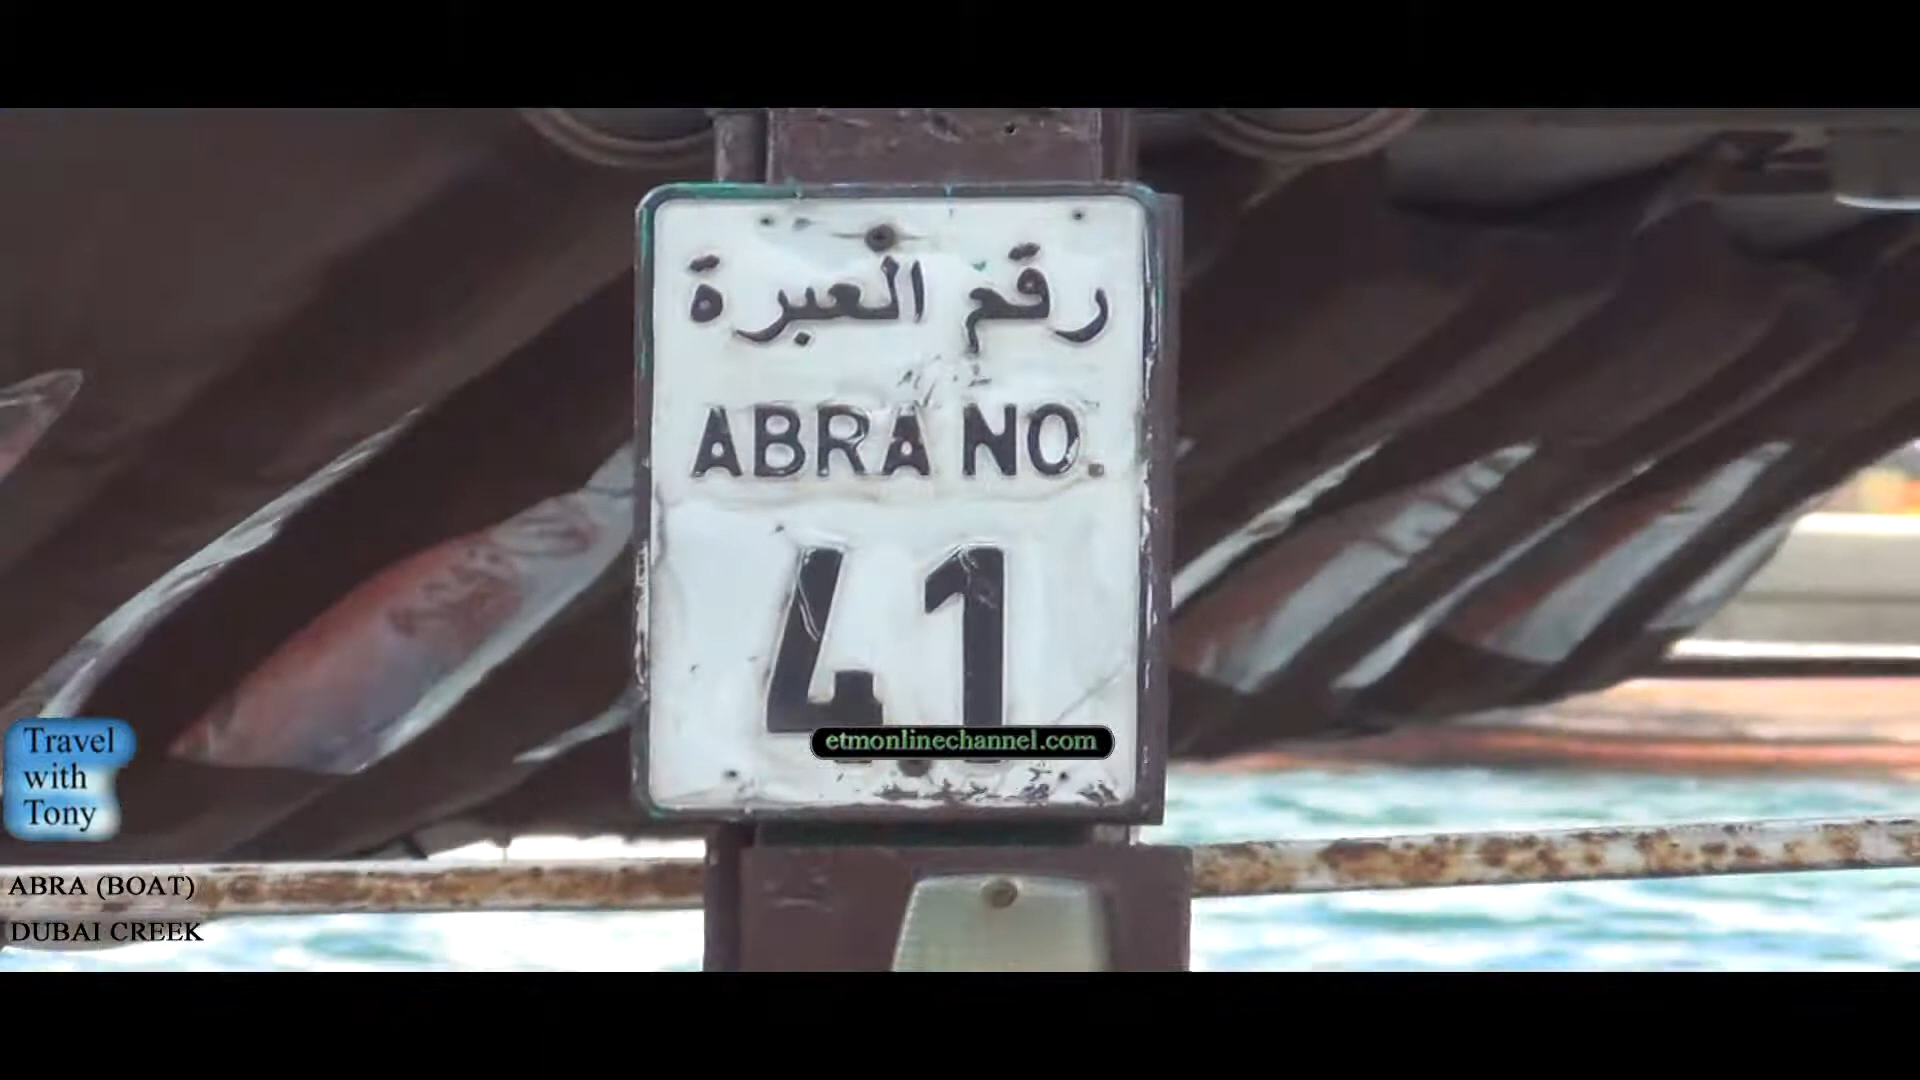 رقم العبرة
ABRA NO.
41
etmonlinechannel.com
Travel
with
Tony
ABRA (BOAT)
DUBAI CREEK